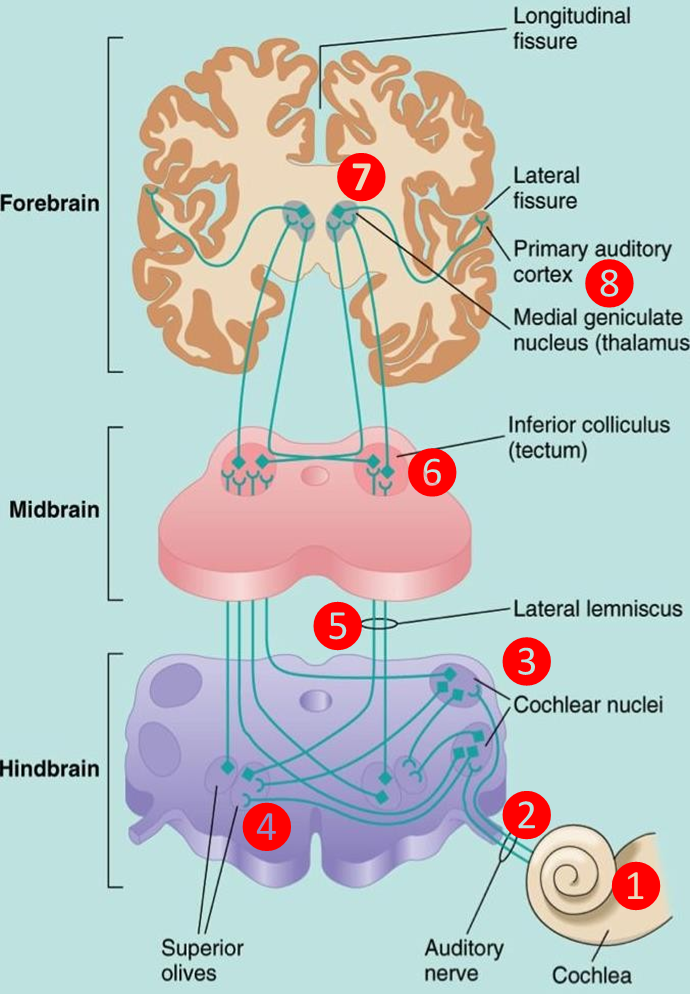 Longitudinal
fissure
7
Forebrain
Lateral
fissure
Primary auditory
cortex
8
Medial geniculate
nucleus (thalamus
Inferior colliculus
(tectum)
6
Midbrain
Lateral lemniscus
5
3
Cochlear nuclei
Hindbrain
4
2
1
Superior
olives
Auditory
nerve
Cochlea